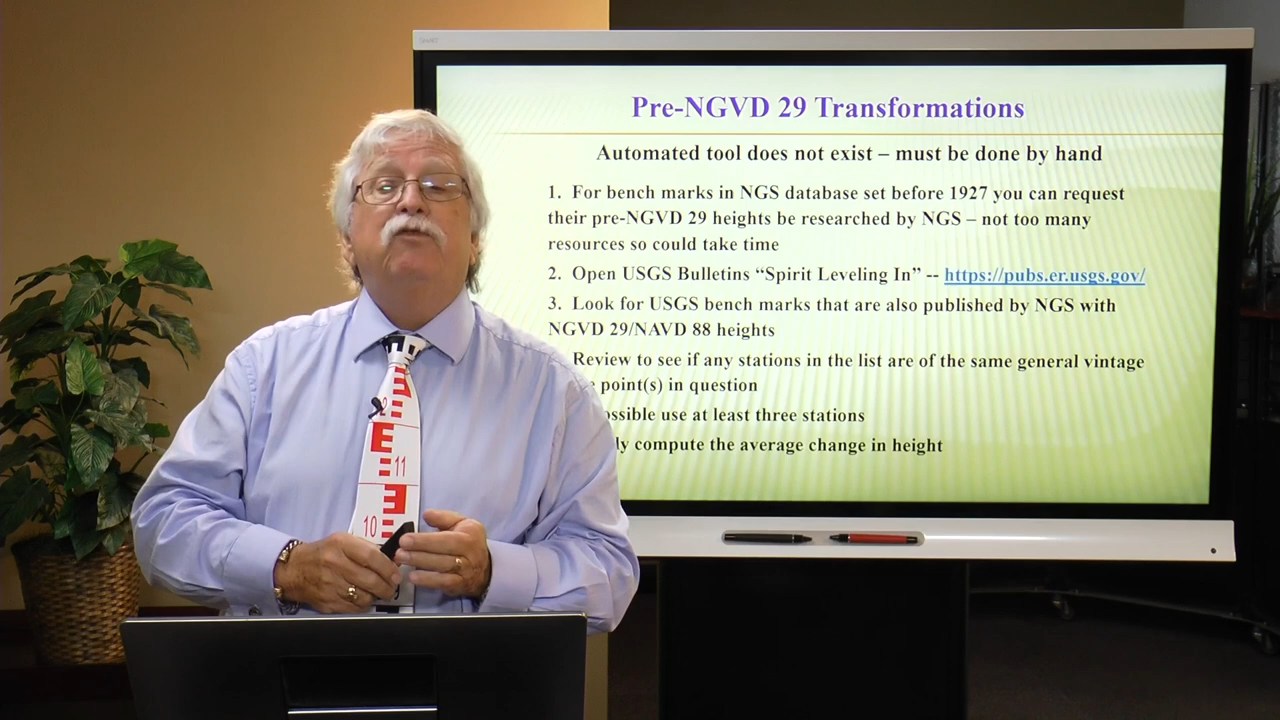 Pre-NGVD 29 Transformations
Automated tool does not exist – must be done by hand
1. For bench marks in NGS database set before 1927 you can request
their pre-NGVD 29 heights be researched by NGS – not too many
resources so could take time
2. Open USGS Bulletins “Spirit Leveling In” -- https://pubs.er.usgs.gov/
3. Look for USGS bench marks that are also published by NGS with
NGVD 29/NAVD 88 heights
Review to see if any stations in the list are of the same general vintage
point(s) in question
use at least three stations
compute the average change in height
2
11
10